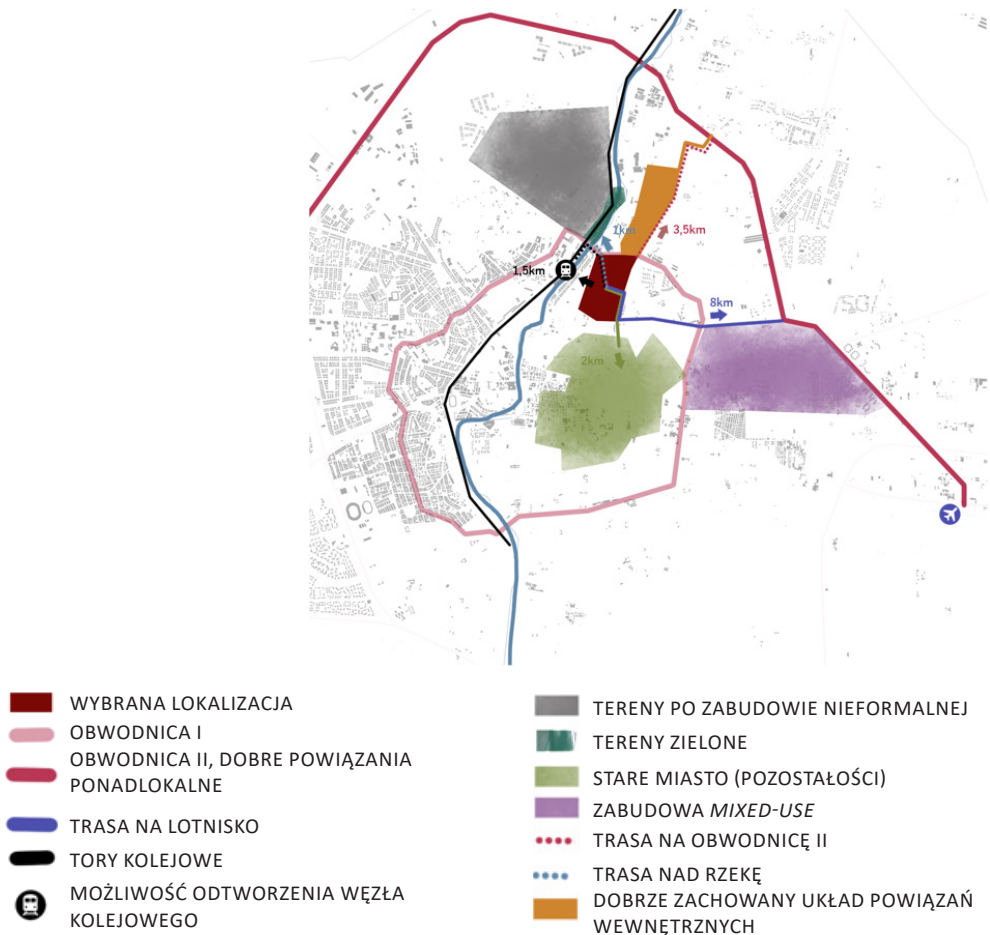 1km
3,5km
1,5km
8km
2km
WYBRANA LOKALIZACJA
OBWODNICA I
OBWODNICA II, DOBRE POWIĄZANIA
PONADLOKALNE
TRASA NA LOTNISKO
TORY KOLEJOWE
MOŻLIWOŚĆ ODTWORZENIA WĘZŁA
KOLEJOWEGO
TERENY PO ZABUDOWIE NIEFORMALNEJ
TERENY ZIELONE
STARE MIASTO (POZOSTAŁOŚCI)
ZABUDOWA MIXED-USE
TRASA NA OBWODNICĘ II
TRASA NAD RZEKĘ
DOBRZE ZACHOWANY UKŁAD POWIĄZAŃ
WEWNĘTRZNYCH